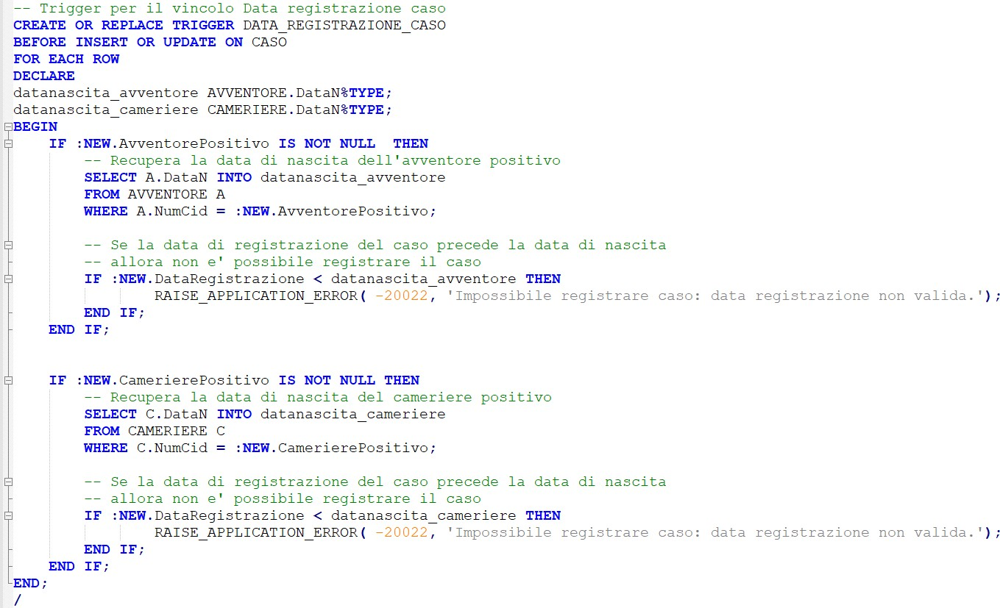 -- Trigger per il vincolo Data registrazione caso
CREATE OR REPLACE TRIGGER DATA_REGISTRAZIONE_CASO
BEFORE INSERT OR UPDATE ON CASO
FOR EACH ROW
DECLARE
datanascita_avventore AVVENTORE.DataN%TYPE;
datanascita_cameriere CAMERIERE.DataN%TYPE;
BEGIN
    IF :NEW.AvventorePositivo IS NOT NULL  THEN
        -- Recupera la data di nascita dell'avventore positivo
        SELECT A.DataN INTO datanascita_avventore
        FROM AVVENTORE A
        WHERE A.NumCid = :NEW.AvventorePositivo;

        -- Se la data di registrazione del caso precede la data di nascita
        -- allora non e' possibile registrare il caso
        IF :NEW.DataRegistrazione < datanascita_avventore THEN
                RAISE_APPLICATION_ERROR( -20022, 'Impossibile registrare caso: data registrazione non valida.');
        END IF;
    END IF;


    IF :NEW.CamerierePositivo IS NOT NULL THEN
        -- Recupera la data di nascita del cameriere positivo
        SELECT C.DataN INTO datanascita_cameriere
        FROM CAMERIERE C
        WHERE C.NumCid = :NEW.CamerierePositivo;

        -- Se la data di registrazione del caso precede la data di nascita
        -- allora non e' possibile registrare il caso
        IF :NEW.DataRegistrazione < datanascita_cameriere THEN
                RAISE_APPLICATION_ERROR( -20022, 'Impossibile registrare caso: data registrazione non valida.');
        END IF;
    END IF;
END;
/